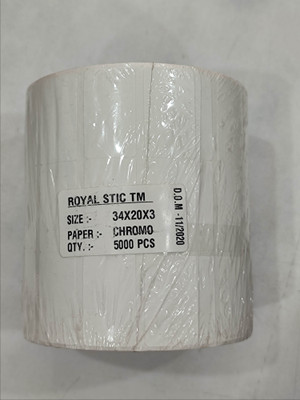 ROYAL STIC TM
SIZE :- 34X20X3
PAPER :- CHROMO
QTY. :- 5000 PCS
D.O.M -11/2020